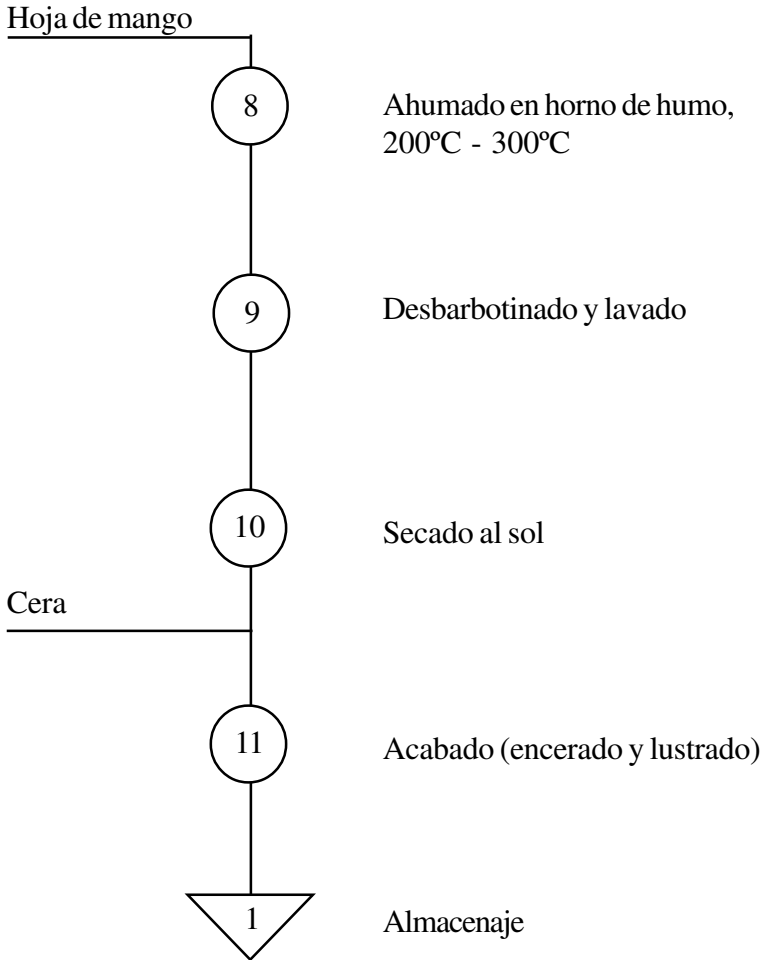 Hoja de mango
8
Ahumado en horno de humo,
200ºC - 300ºC
9
Desbarbotinado y lavado
10
Secado al sol
Cera
11
Acabado (encerado y lustrado)
1
Almacenaje